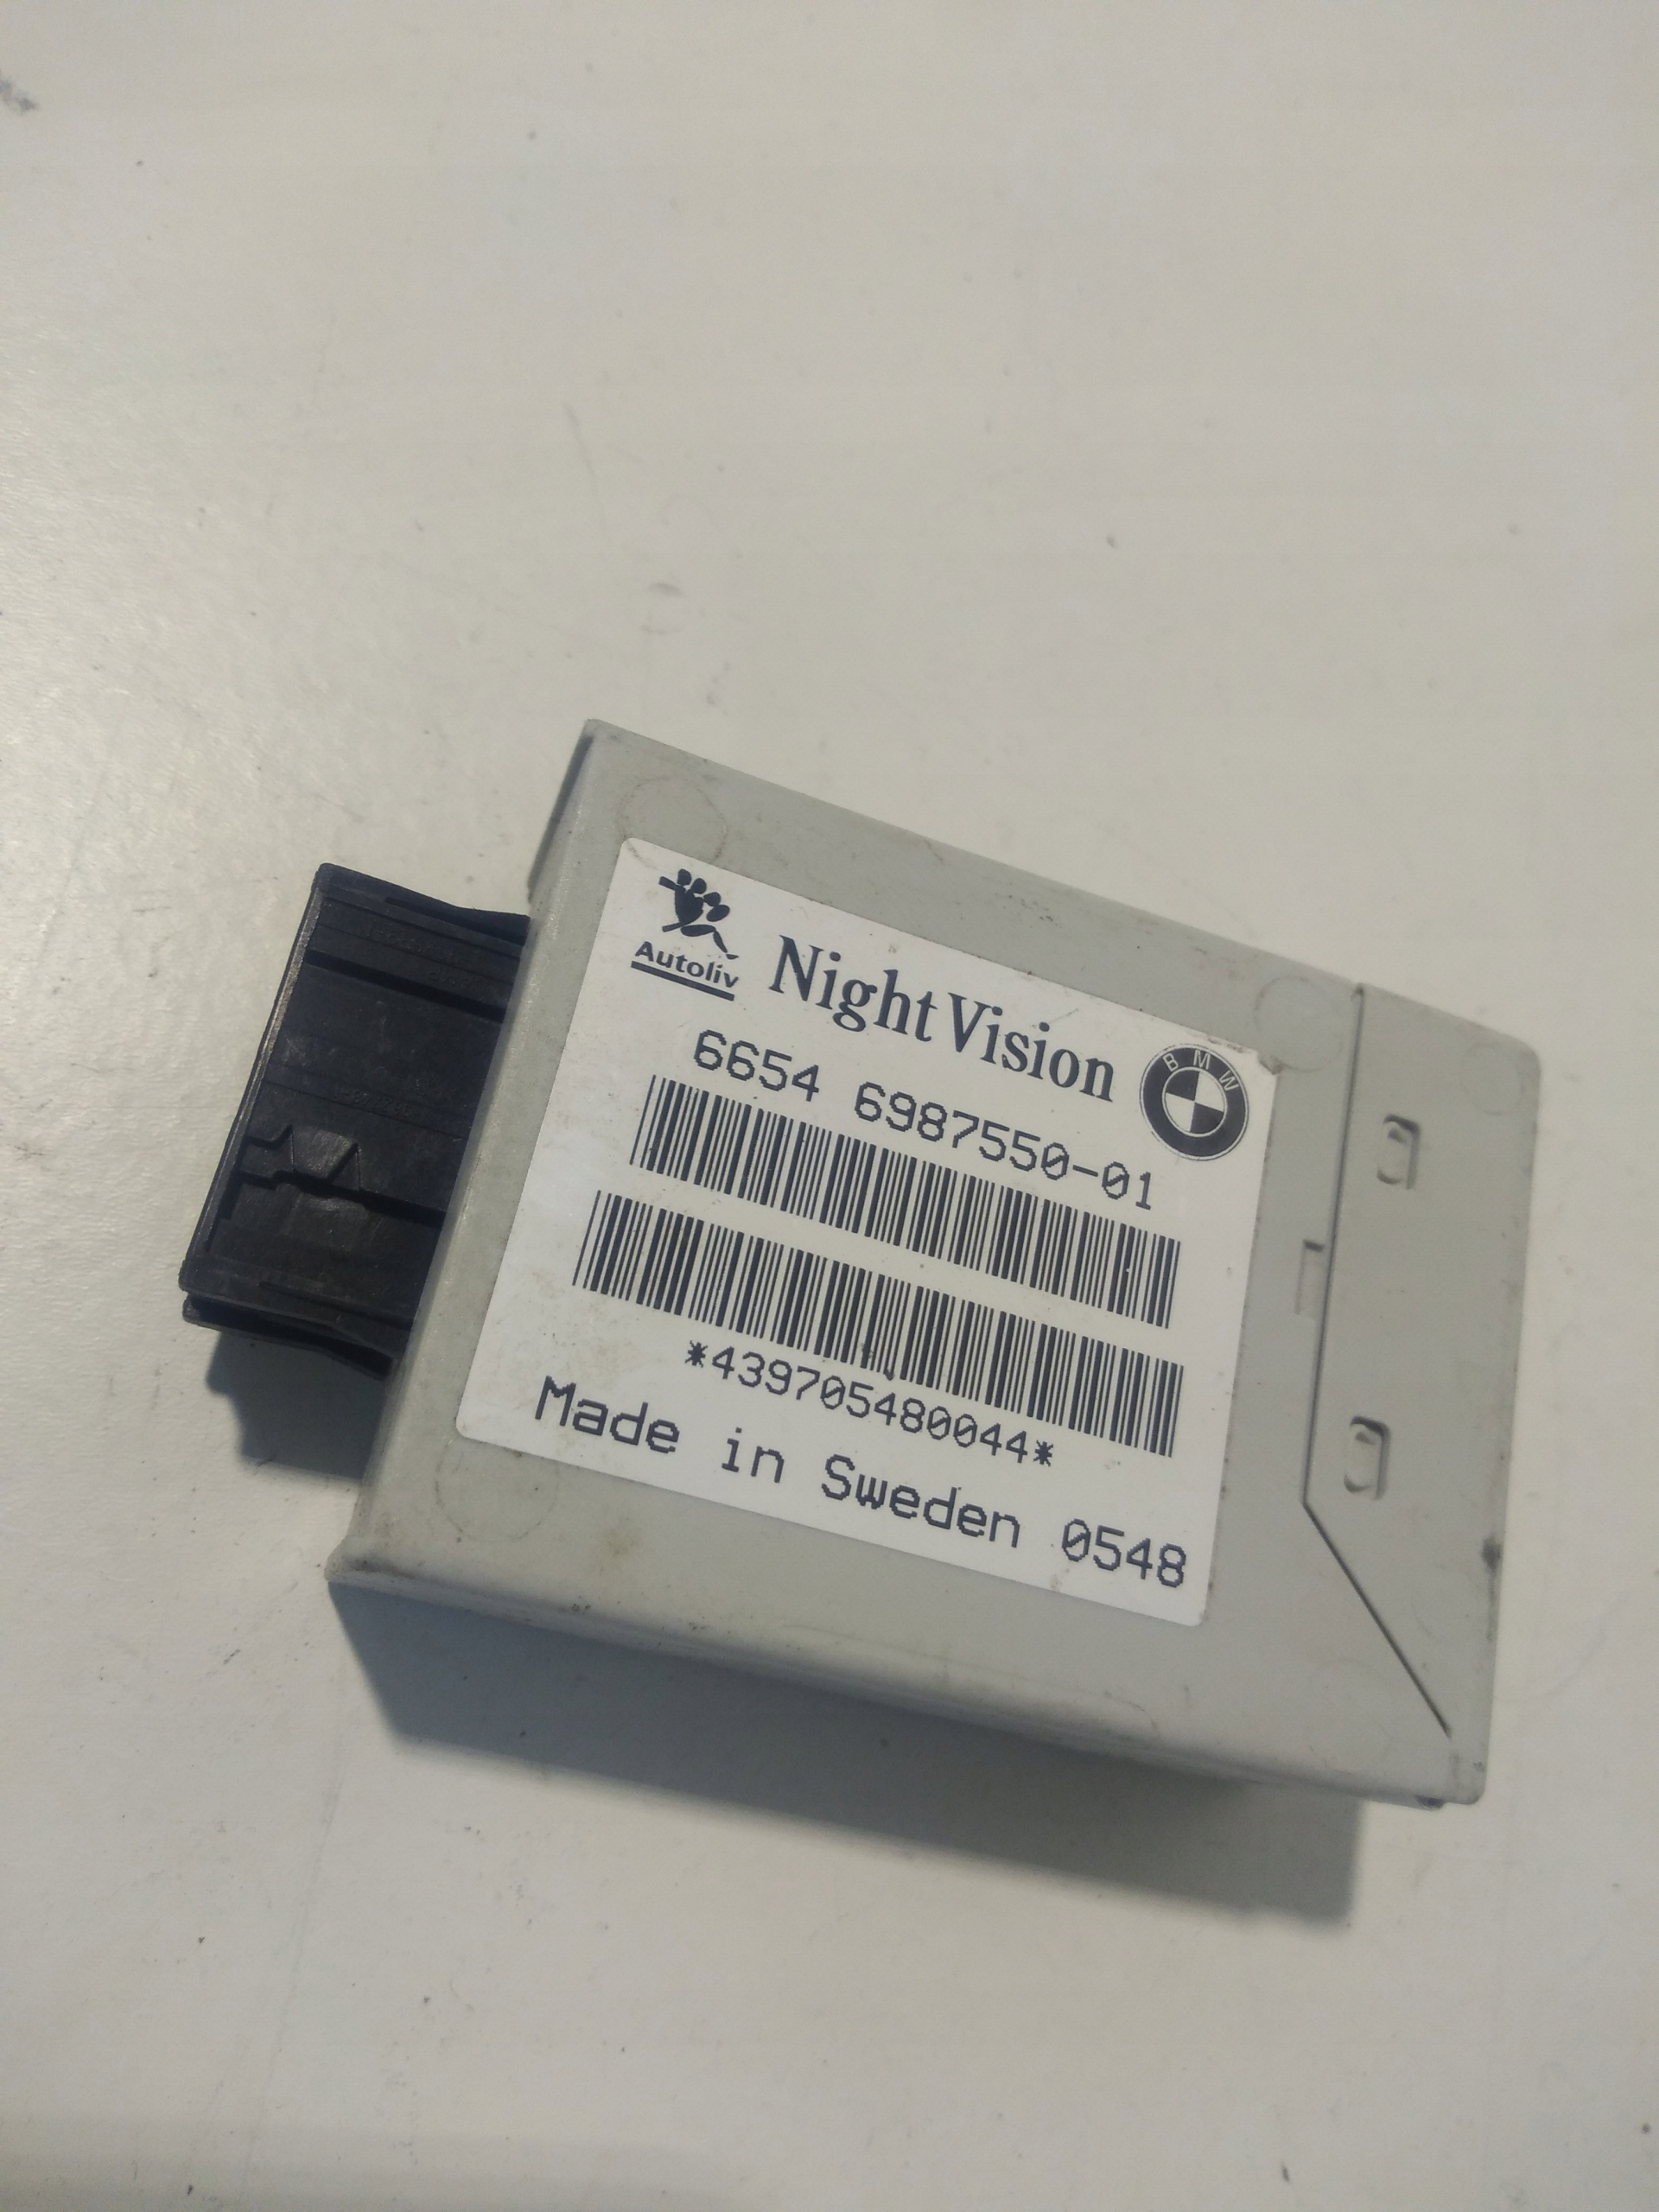 Autoliv
Night Vision
BMW
6654 6987550-01
*439705480044*
Made in Sweden 0548